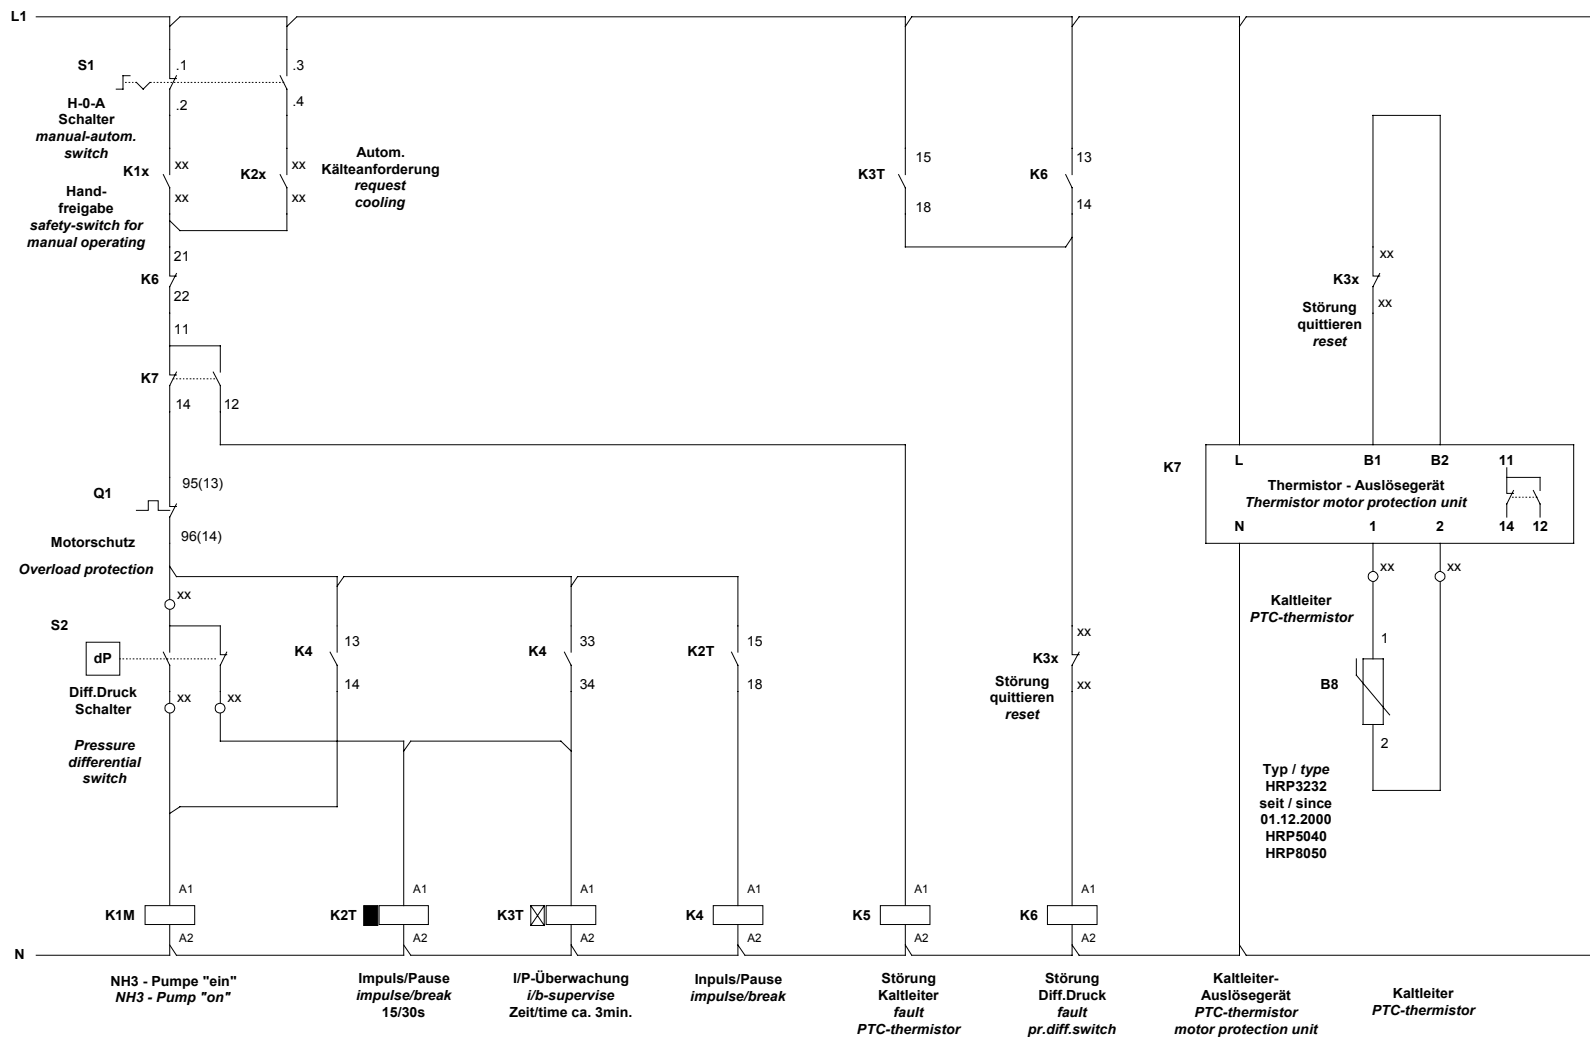 L1
S1
.1
.3
.2
.4
H-0-A
Schalter
manual-autom.
switch
K1x
xx
xx
K2x
xx
xx
Autom.
Kälteanforderung
request
cooling
Hand-
freigabe
safety-switch for
manual operating
K3T
15
18
K6
13
14
21
K6
22
11
K7
14
12
K3x
xx
xx
Störung
quittieren
reset
Q1
95(13)
96(14)
Motorschutz
Overload protection
K7
L
B1
B2
11
Thermistor - Auslösegerät
Thermistor motor protection unit
N
1
2
14
12
xx
xx
Kaltleiter
PTC-thermistor
1
B8
2
Typ / type
HRP3232
seit / since
01.12.2000
HRP5040
HRP8050
xx
S2
dP
xx
xx
Diff.Druck
Schalter
Pressure
differential
switch
K4
13
14
K4
33
34
K2T
15
18
xx
K3x
xx
Störung
quittieren
reset
A1
K1M
A2
A1
K2T
A2
A1
K3T
A2
A1
K4
A2
A1
K5
A2
A1
K6
A2
N
NH3 - Pumpe "ein"
NH3 - Pump "on"
Impuls/Pause
impulse/break
15/30s
I/P-Überwachung
i/b-supervise
Zeit/time ca. 3min.
Inpuls/Pause
impulse/break
Störung
Kaltleiter
fault
PTC-thermistor
Störung
Diff.Druck
fault
pr.diff.switch
Kaltleiter-
Auslösegerät
PTC-thermistor
motor protection unit
Kaltleiter
PTC-thermistor